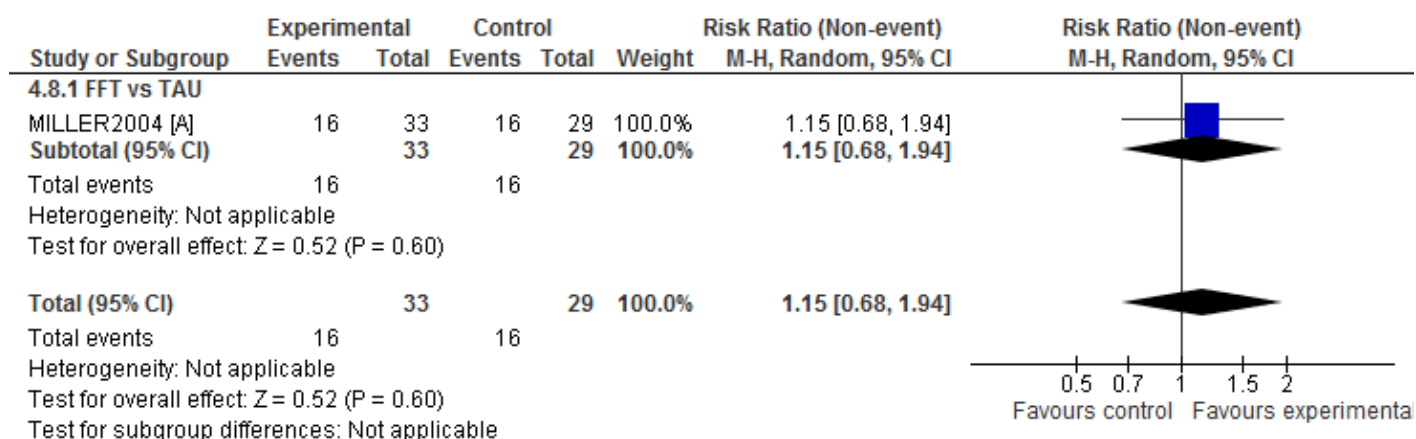 Experimental Control Risk Ratio (Non-event) Risk Ratio (Non-event)
Study or Subgroup Events Total Events Total Weight M-H, Random, 95% CI M-H, Random, 95% CI
4.8.1 FFT vs TAU
MILLER2004 [A] 16 33 16 29 100.0% 1.15 [0.68, 1.94]
Subtotal (95% CI) 33 29 100.0% 1.15 [0.68, 1.94]
Total events 16 16
Heterogeneity: Not applicable
Test for overall effect: Z = 0.52 (P = 0.60)
Total (95% CI) 33 29 100.0% 1.15 [0.68, 1.94]
Total events 16 16
Heterogeneity: Not applicable
Test for overall effect: Z = 0.52 (P = 0.60)
Test for subgroup differences: Not applicable
0.5 0.7 1 1.5 2
Favours control Favours experimental